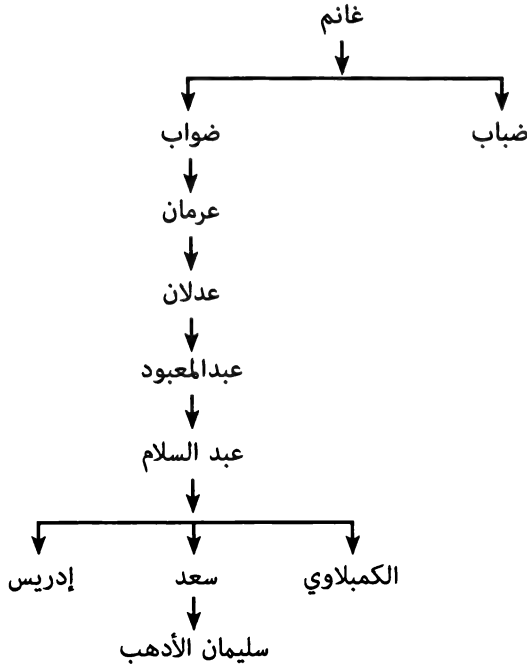 غانم
ضباب
ضواب
عرمان
عدلان
عبدالمعبود
عبد السلام
الكمبلاوي
سعد
إدريس
سليمان الأدهب